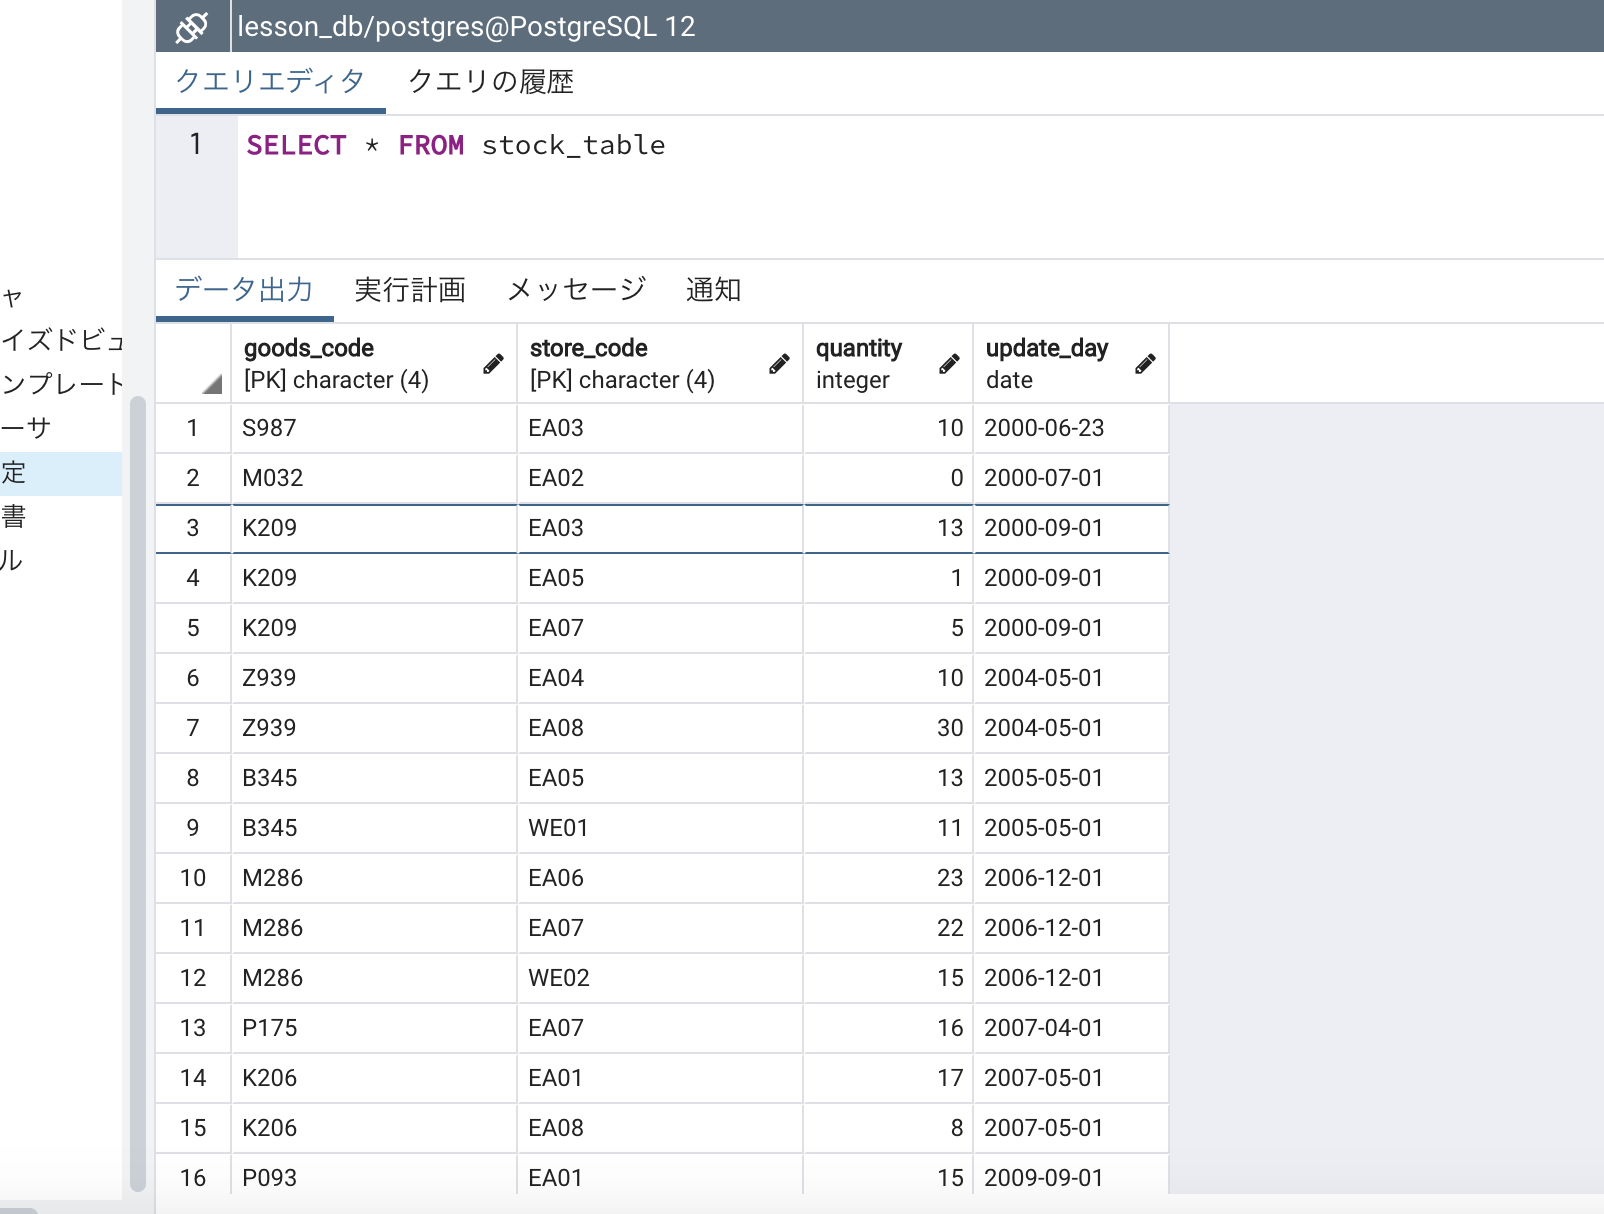 lesson_db/postgres@PostgreSQL 12
クエリエディタ クエリの履歴
1 SELECT * FROM stock_table
ャ
イズドビュ
ンプレート
ーサ
定
書
ル
データ出力 実行計画 メッセージ 通知
goods_code store_code quantity update_day
[PK] character (4) [PK] character (4) integer date
1 S987 EA03 10 2000-06-23
2 M032 EA02 0 2000-07-01
3 K209 EA03 13 2000-09-01
4 K209 EA05 1 2000-09-01
5 K209 EA07 5 2000-09-01
6 Z939 EA04 10 2004-05-01
7 Z939 EA08 30 2004-05-01
8 B345 EA05 13 2005-05-01
9 B345 WE01 11 2005-05-01
10 M286 EA06 23 2006-12-01
11 M286 EA07 22 2006-12-01
12 M286 WE02 15 2006-12-01
13 P175 EA07 16 2007-04-01
14 K206 EA01 17 2007-05-01
15 K206 EA08 8 2007-05-01
16 P093 EA01 15 2009-09-01